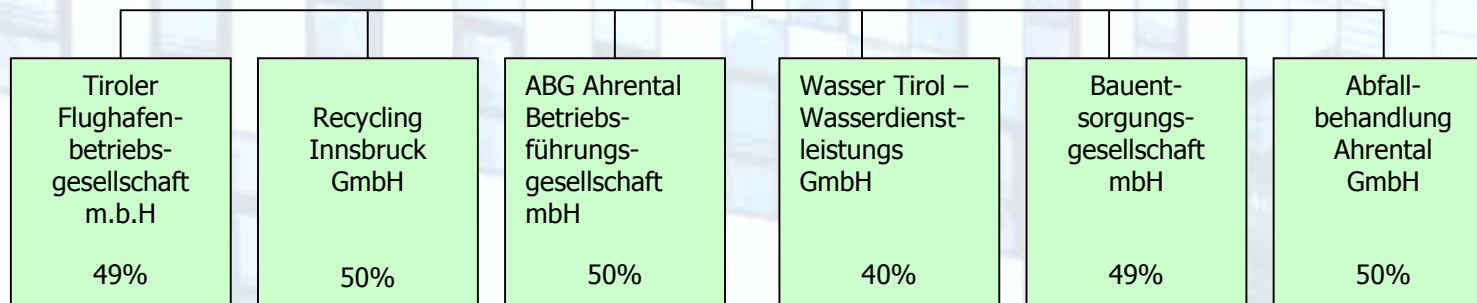 Tiroler
Flughafen-
betriebs-
gesellschaft
m.b.H
49%
Recycling
Innsbruck
GmbH
50%
ABG Ahrental
Betriebs-
führungs-
gesellschaft
mbH
50%
Wasser Tirol –
Wasserdienst-
leistungs
GmbH
40%
Bauent-
sorgungs-
gesellschaft
mbH
49%
Abfall-
behandlung
Ahrental
GmbH
50%